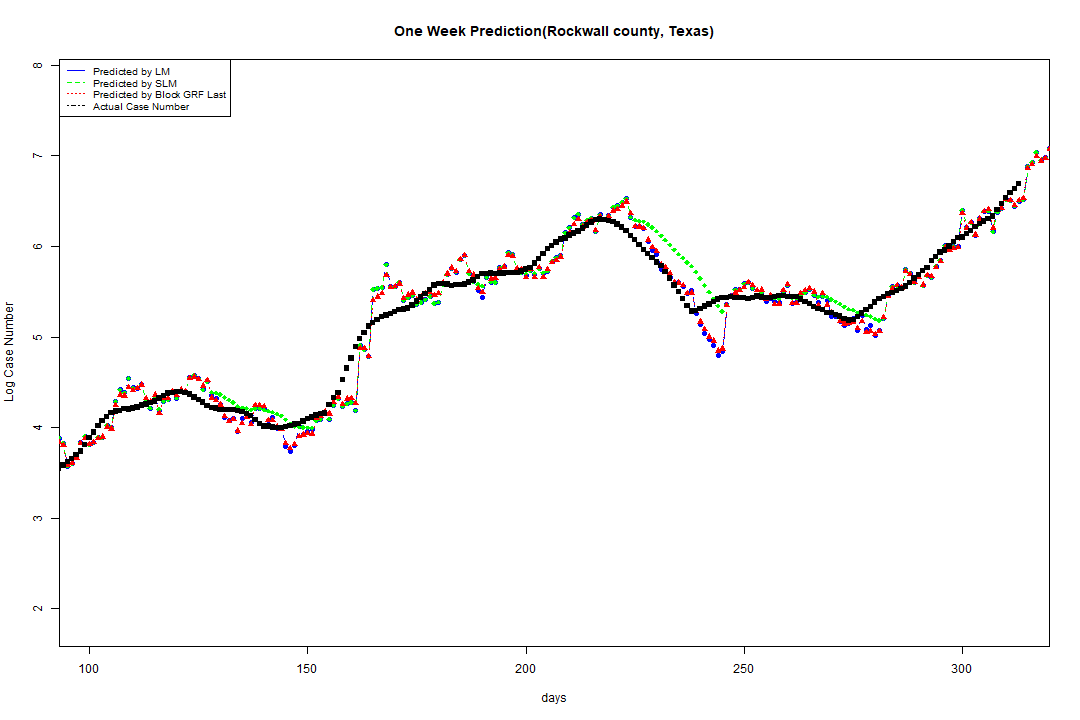 One Week Prediction(Rockwall county, Texas)
Predicted by LM
Predicted by SLM
Predicted by Block GRF Last
Actual Case Number
8
7
6
5
4
3
2
Log Case Number
100 150 200 250 300
days